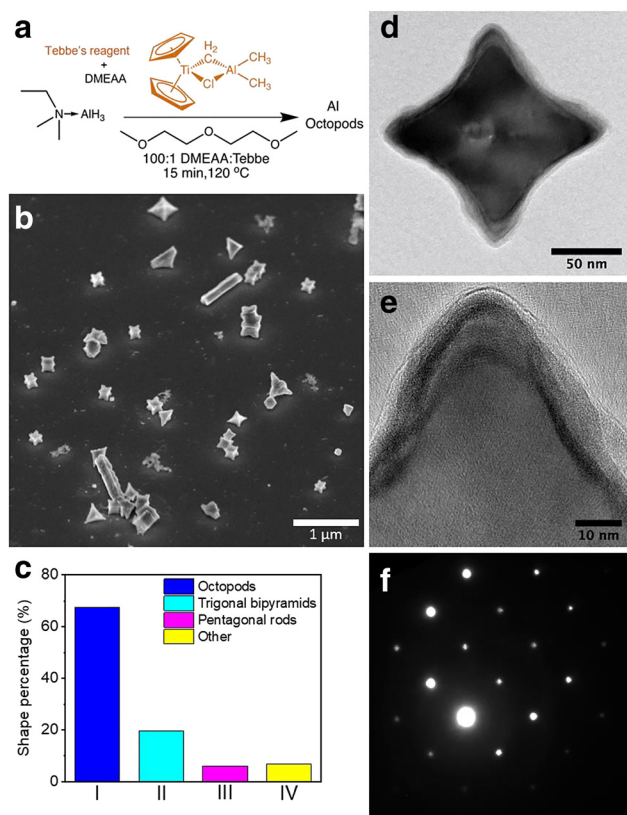 a
Tebbe's reagent
+
DMEAA
N
AlH3
Ti
CH2
Cl
Al
CH3
CH3
O
O
O
100:1 DMEAA:Tebbe
15 min,120 ºC
Al
Octopods
b
1 µm
c
Shape percentage (%)
80
60
40
20
0
Octopods
Trigonal bipyramids
Pentagonal rods
Other
I II III IV
d
50 nm
e
10 nm
f